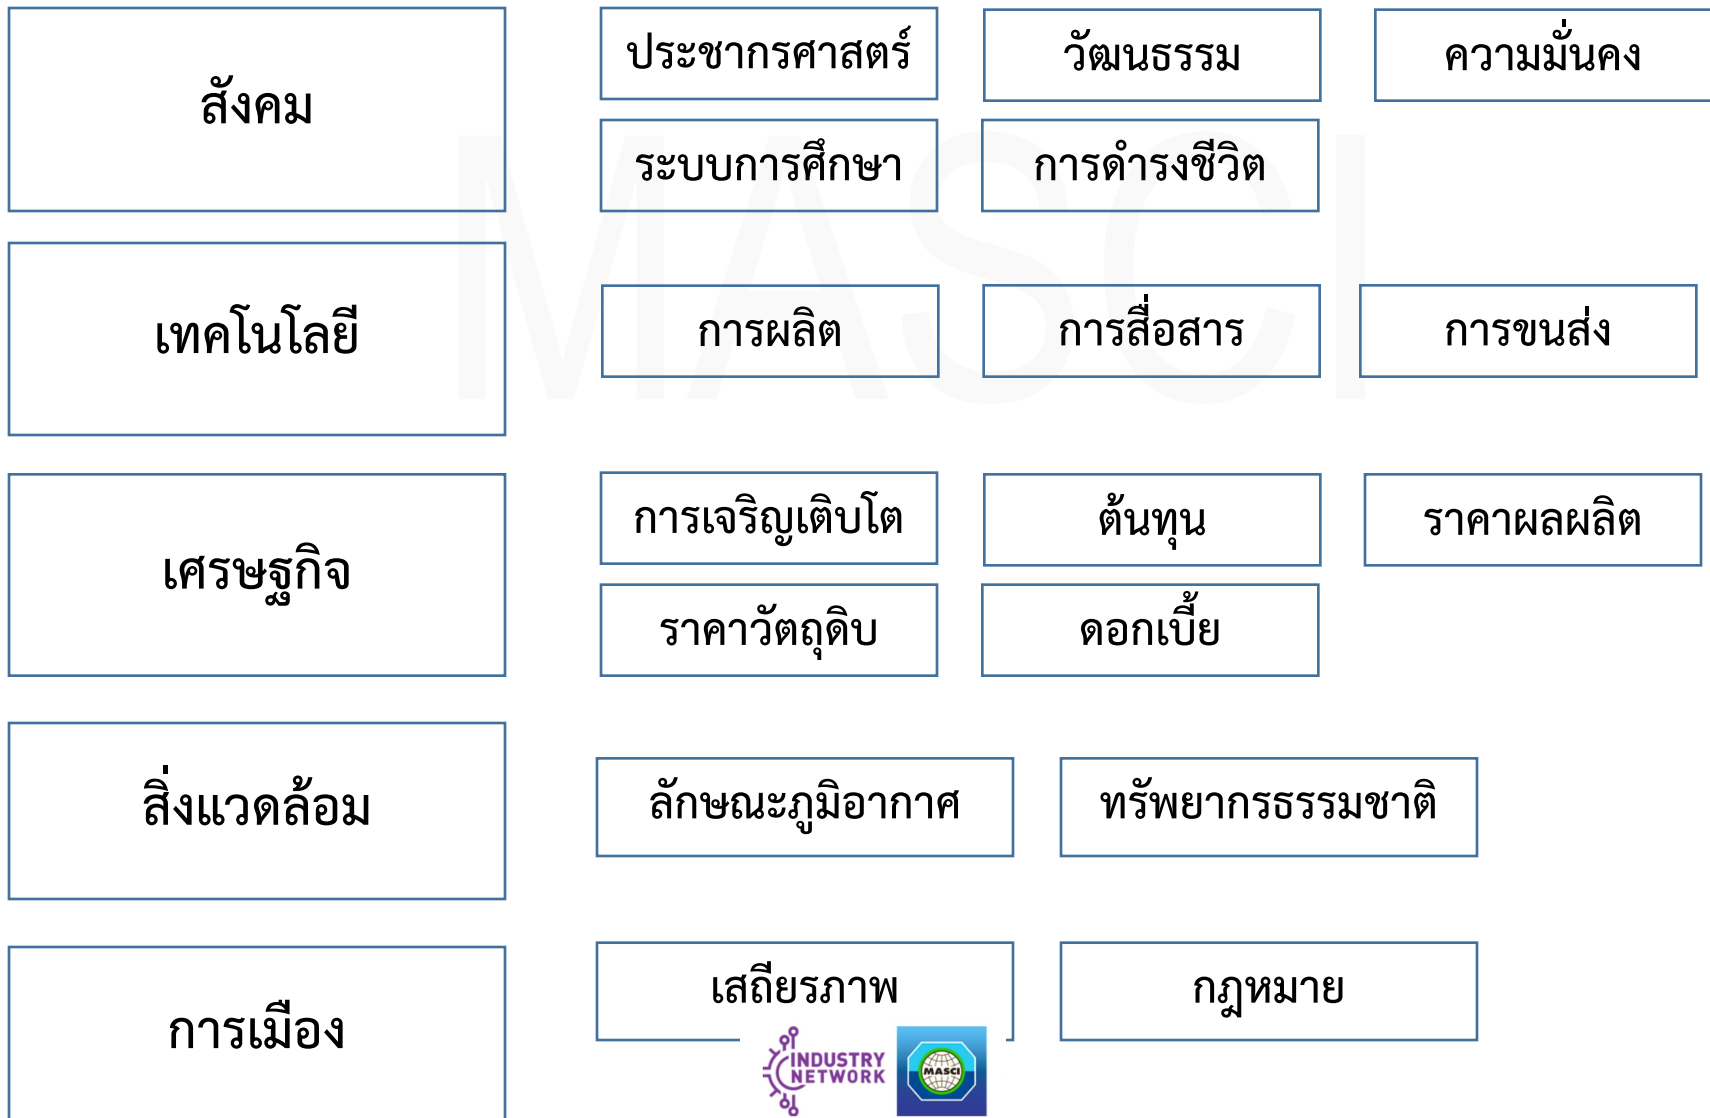 สังคม
ประชากรศาสตร์
วัฒนธรรม
ความมั่นคง
ระบบการศึกษา
การดำรงชีวิต
เทคโนโลยี
การผลิต
การสื่อสาร
การขนส่ง
เศรษฐกิจ
การเจริญเติบโต
ต้นทุน
ราคาผลผลิต
ราคาวัตถุดิบ
ดอกเบี้ย
สิ่งแวดล้อม
ลักษณะภูมิอากาศ
ทรัพยากรธรรมชาติ
การเมือง
เสถียรภาพ
กฎหมาย
MASCI
INDUSTRY
NETWORK
MASCI